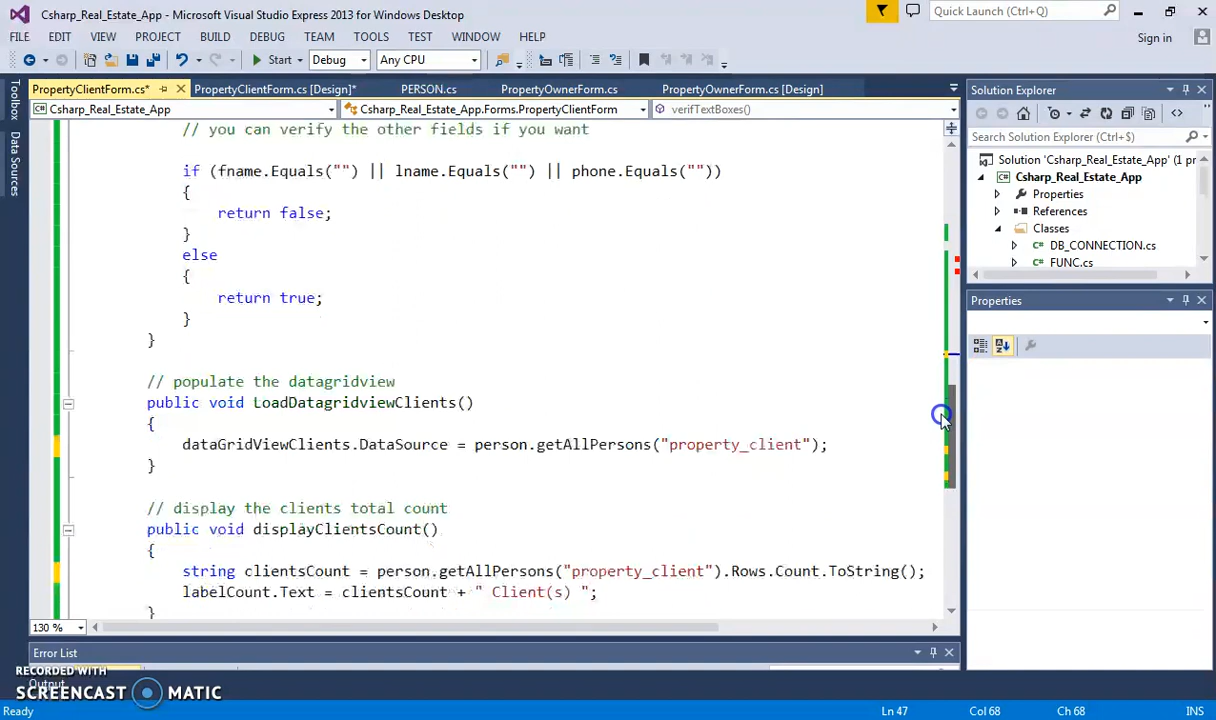 Csharp_Real_Estate_App - Microsoft Visual Studio Express 2013 for Windows Desktop
Quick Launch (Ctrl+Q)
FILE EDIT VIEW PROJECT BUILD DEBUG TEAM TOOLS TEST WINDOW HELP
Sign in
Start Debug Any CPU
Toolbox
Data Sources
PropertyClientForm.cs* PropertyClientForm.cs [Design]* PERSON.cs PropertyOwnerForm.cs PropertyOwnerForm.cs [Design]
Csharp_Real_Estate_App Csharp_Real_Estate_App.Forms.PropertyClientForm verifTextBoxes()
// you can verify the other fields if you want
if (fname.Equals("") || lname.Equals("") || phone.Equals(""))
{
return false;
}
else
{
return true;
}
}
// populate the datagridview
public void LoadDatagridviewClients()
{
dataGridViewClients.DataSource = person.getAllPersons("property_client");
}
// display the clients total count
public void displayClientsCount()
{
string clientsCount = person.getAllPersons("property_client").Rows.Count.ToString();
labelCount.Text = clientsCount + " Client(s) ";
}
130 %
Solution Explorer
Search Solution Explorer (Ctrl+$)
Solution 'Csharp_Real_Estate_App' (1 pr
Csharp_Real_Estate_App
Properties
References
Classes
C# DB_CONNECTION.cs
C# FUNC.cs
Properties
Error List
Output
RECORDED WITH
SCREENCAST MATIC
Ready
Ln 47 Col 68 Ch 68 INS